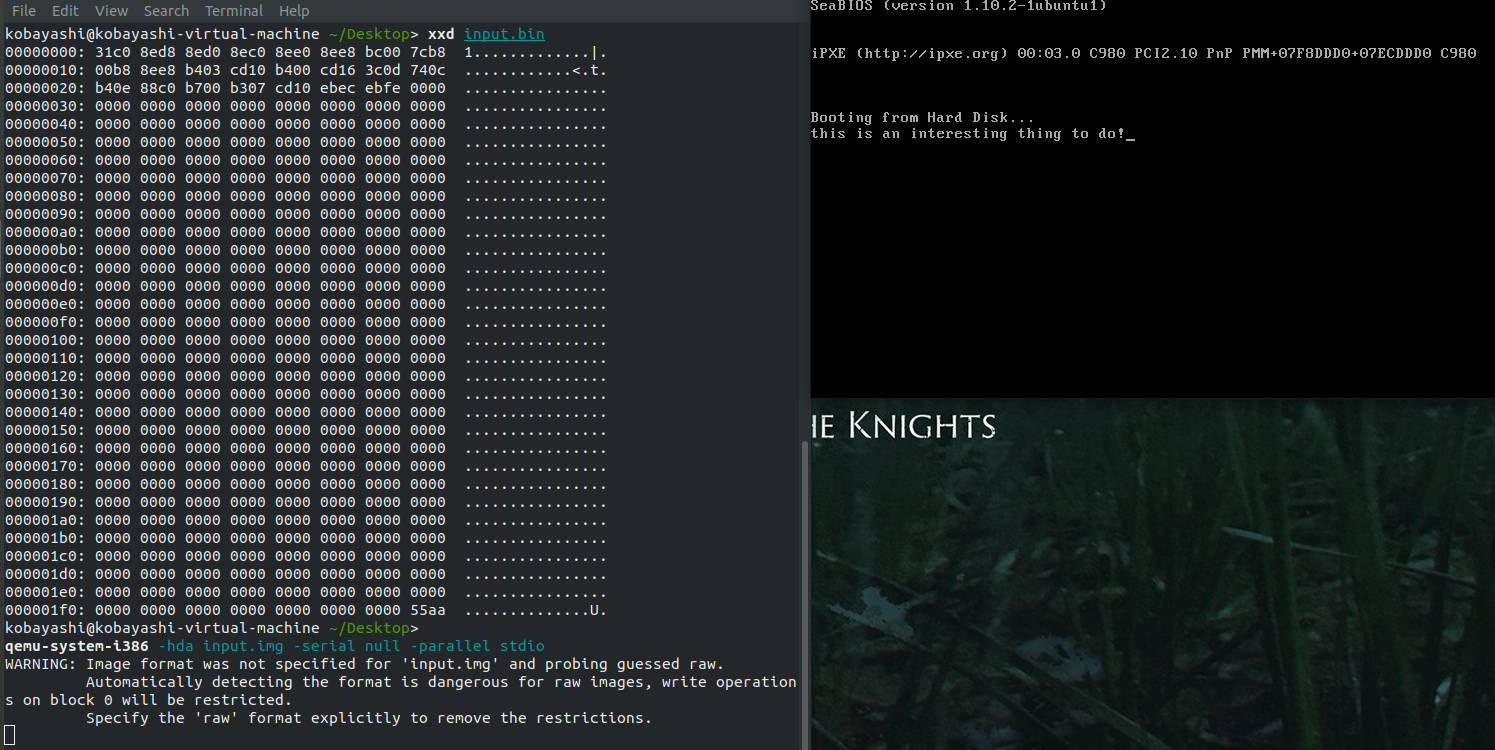 File Edit View Search Terminal Help
kobayashi@kobayashi-virtual-machine ~/Desktop> xxd input.bin
00000000: 31c0 8ed8 8ed0 8ec0 8ee0 8ee8 bc00 7cb8  1.............|.
00000010: 00b8 8ee8 b403 cd10 b400 cd16 3c0d 740c  ............<.t.
00000020: b40e 88c0 b700 b307 cd10 ebec ebfe 0000  ................
00000030: 0000 0000 0000 0000 0000 0000 0000 0000  ................
00000040: 0000 0000 0000 0000 0000 0000 0000 0000  ................
00000050: 0000 0000 0000 0000 0000 0000 0000 0000  ................
00000060: 0000 0000 0000 0000 0000 0000 0000 0000  ................
00000070: 0000 0000 0000 0000 0000 0000 0000 0000  ................
00000080: 0000 0000 0000 0000 0000 0000 0000 0000  ................
00000090: 0000 0000 0000 0000 0000 0000 0000 0000  ................
000000a0: 0000 0000 0000 0000 0000 0000 0000 0000  ................
000000b0: 0000 0000 0000 0000 0000 0000 0000 0000  ................
000000c0: 0000 0000 0000 0000 0000 0000 0000 0000  ................
000000d0: 0000 0000 0000 0000 0000 0000 0000 0000  ................
000000e0: 0000 0000 0000 0000 0000 0000 0000 0000  ................
000000f0: 0000 0000 0000 0000 0000 0000 0000 0000  ................
00000100: 0000 0000 0000 0000 0000 0000 0000 0000  ................
00000110: 0000 0000 0000 0000 0000 0000 0000 0000  ................
00000120: 0000 0000 0000 0000 0000 0000 0000 0000  ................
00000130: 0000 0000 0000 0000 0000 0000 0000 0000  ................
00000140: 0000 0000 0000 0000 0000 0000 0000 0000  ................
00000150: 0000 0000 0000 0000 0000 0000 0000 0000  ................
00000160: 0000 0000 0000 0000 0000 0000 0000 0000  ................
00000170: 0000 0000 0000 0000 0000 0000 0000 0000  ................
00000180: 0000 0000 0000 0000 0000 0000 0000 0000  ................
00000190: 0000 0000 0000 0000 0000 0000 0000 0000  ................
000001a0: 0000 0000 0000 0000 0000 0000 0000 0000  ................
000001b0: 0000 0000 0000 0000 0000 0000 0000 0000  ................
000001c0: 0000 0000 0000 0000 0000 0000 0000 0000  ................
000001d0: 0000 0000 0000 0000 0000 0000 0000 0000  ................
000001e0: 0000 0000 0000 0000 0000 0000 0000 0000  ................
000001f0: 0000 0000 0000 0000 0000 0000 0000 55aa  ..............U.
kobayashi@kobayashi-virtual-machine ~/Desktop>
qemu-system-i386 -hda input.img -serial null -parallel stdio
WARNING: Image format was not specified for 'input.img' and probing guessed raw.
Automatically detecting the format is dangerous for raw images, write operation
s on block 0 will be restricted.
Specify the 'raw' format explicitly to remove the restrictions.
SeaBIOS (version 1.10.2-1ubuntu1)
iPXE (http://ipxe.org) 00:03.0 C980 PCI2.10 PnP PMM+07F8DDD0+07ECDDD0 C980
Booting from Hard Disk...
this is an interesting thing to do!_
HE KNIGHTS